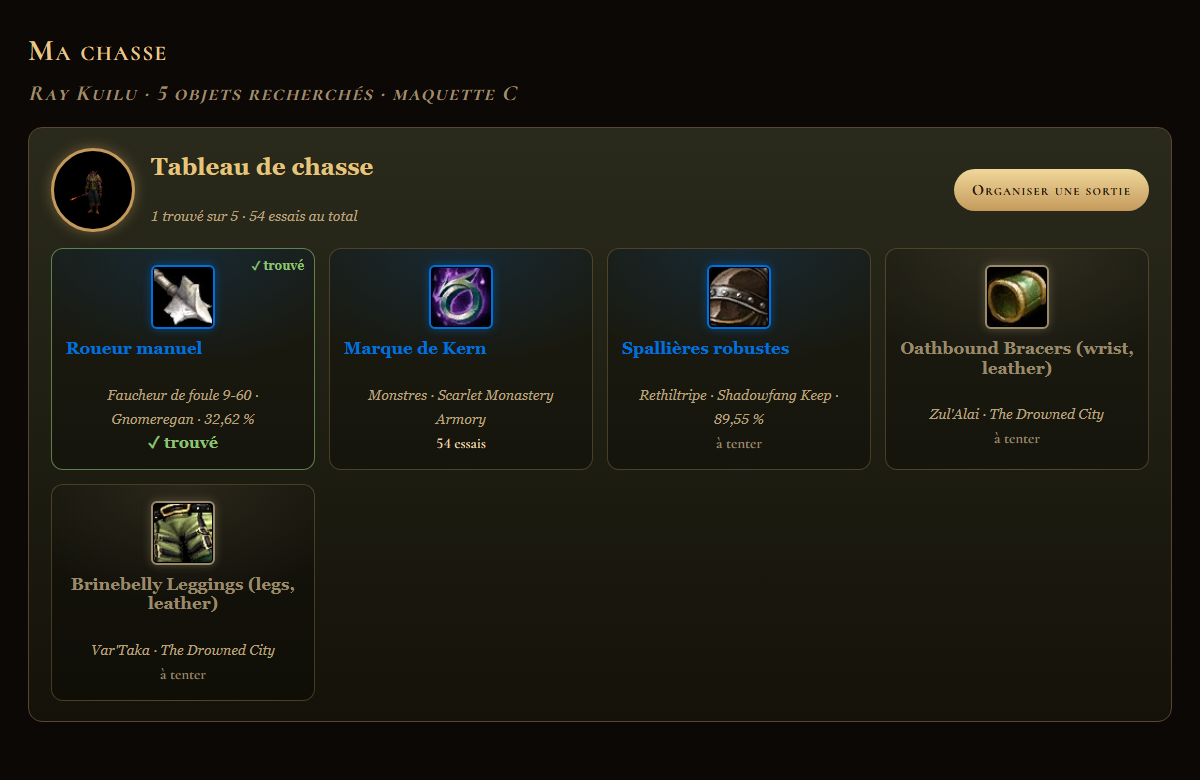 Ma chasse
Ray Kuilu · 5 objets recherchés · maquette C
Tableau de chasse
1 trouvé sur 5 · 54 essais au total
Organiser une sortie
✓ trouvé
Roueur manuel
Faucheur de foule 9-60 ·
Gnomeregan · 32,62 %
✓ trouvé
Marque de Kern
Monstres · Scarlet Monastery
Armory
54 essais
Spallières robustes
Rethiltripe · Shadowfang Keep ·
89,55 %
à tenter
Oathbound Bracers (wrist,
leather)
Zul'Alai · The Drowned City
à tenter
Brinebelly Leggings (legs,
leather)
Var'Taka · The Drowned City
à tenter